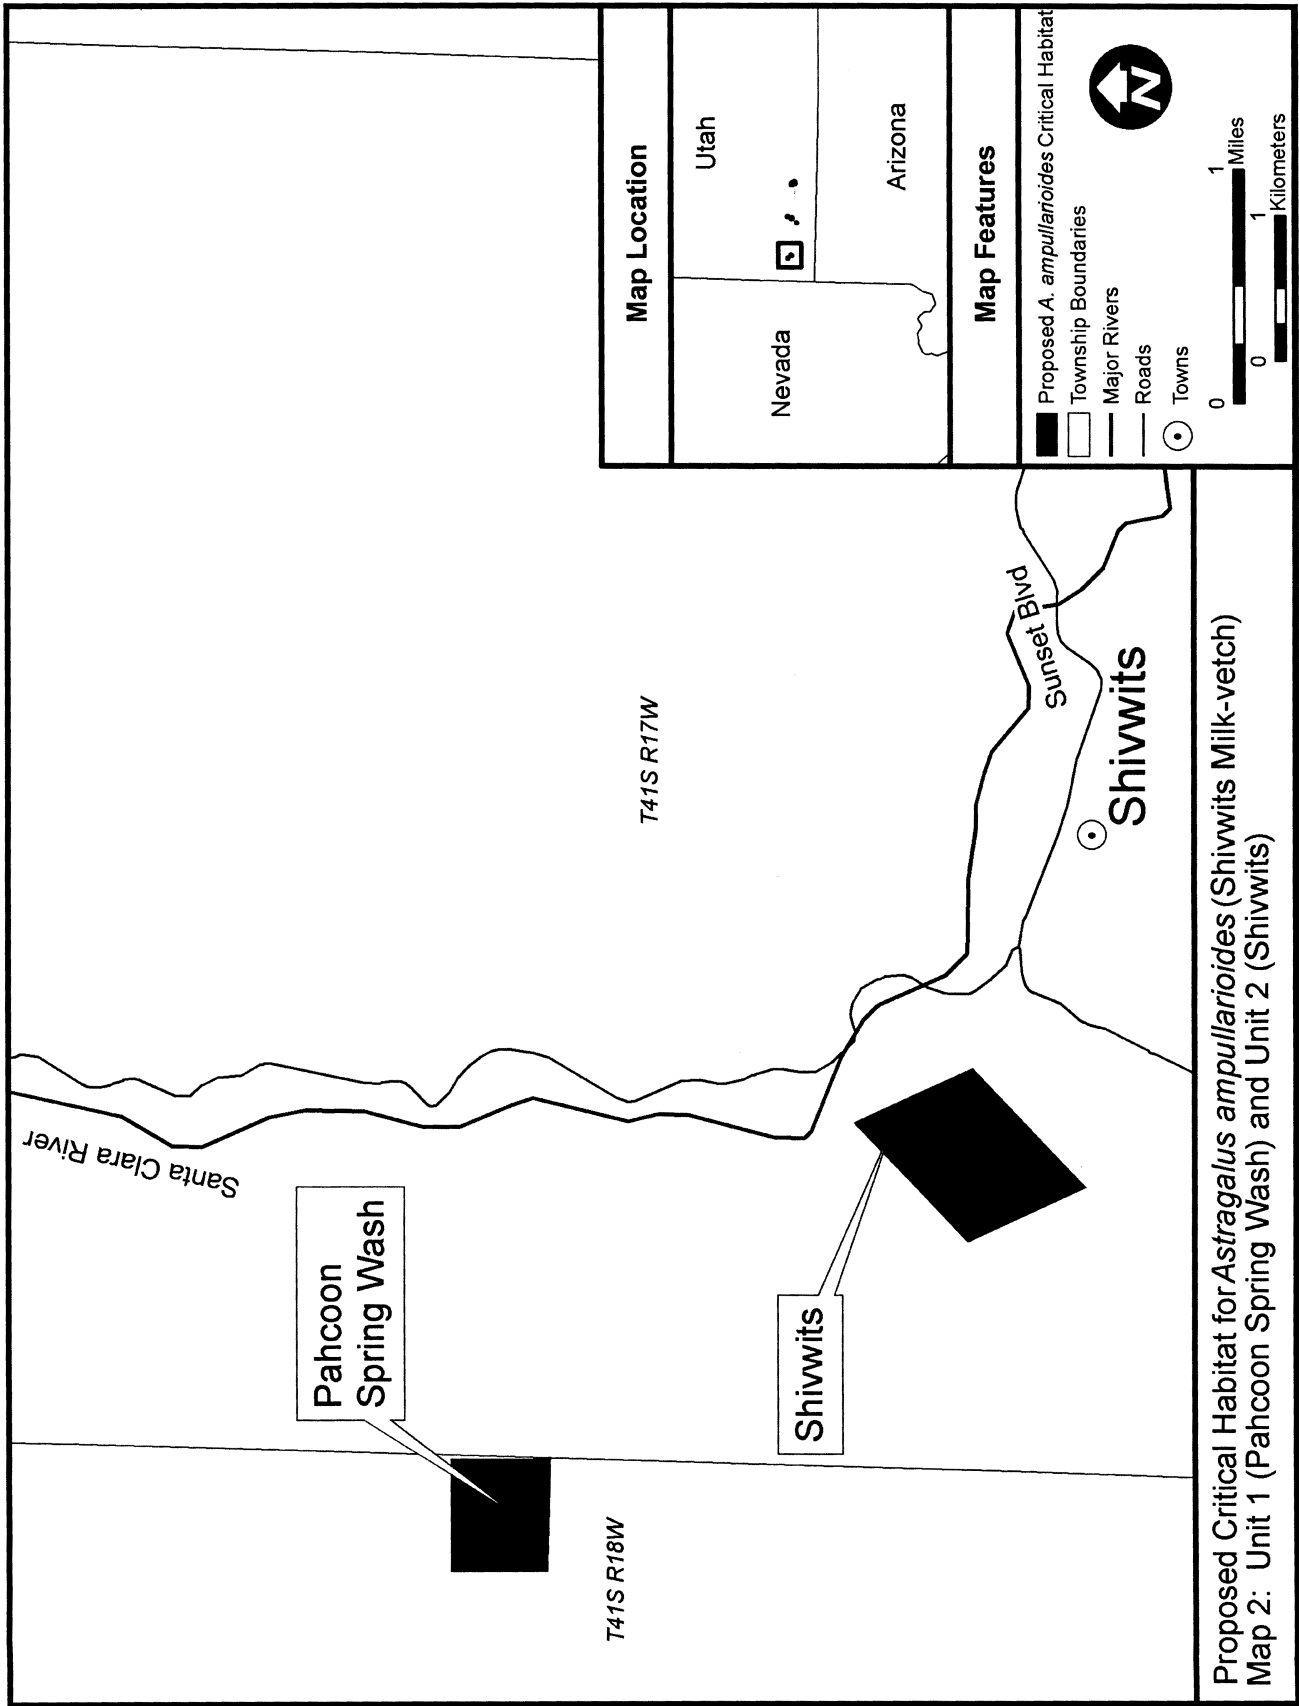 Santa Clara River
Pahcoon
Spring Wash
T41S R18W
T41S R17W
Shivwits
Sunset Blvd
Shivwits
Map Location
Utah
Nevada
Arizona
Map Features
Proposed A. ampullarioides Critical Habitat
Township Boundaries
Major Rivers
Roads
Towns
N
0 1
Miles
0 1
Kilometers
Proposed Critical Habitat for Astragalus ampullarioides (Shivwits Milk-vetch)
Map 2: Unit 1 (Pahcoon Spring Wash) and Unit 2 (Shivwits)